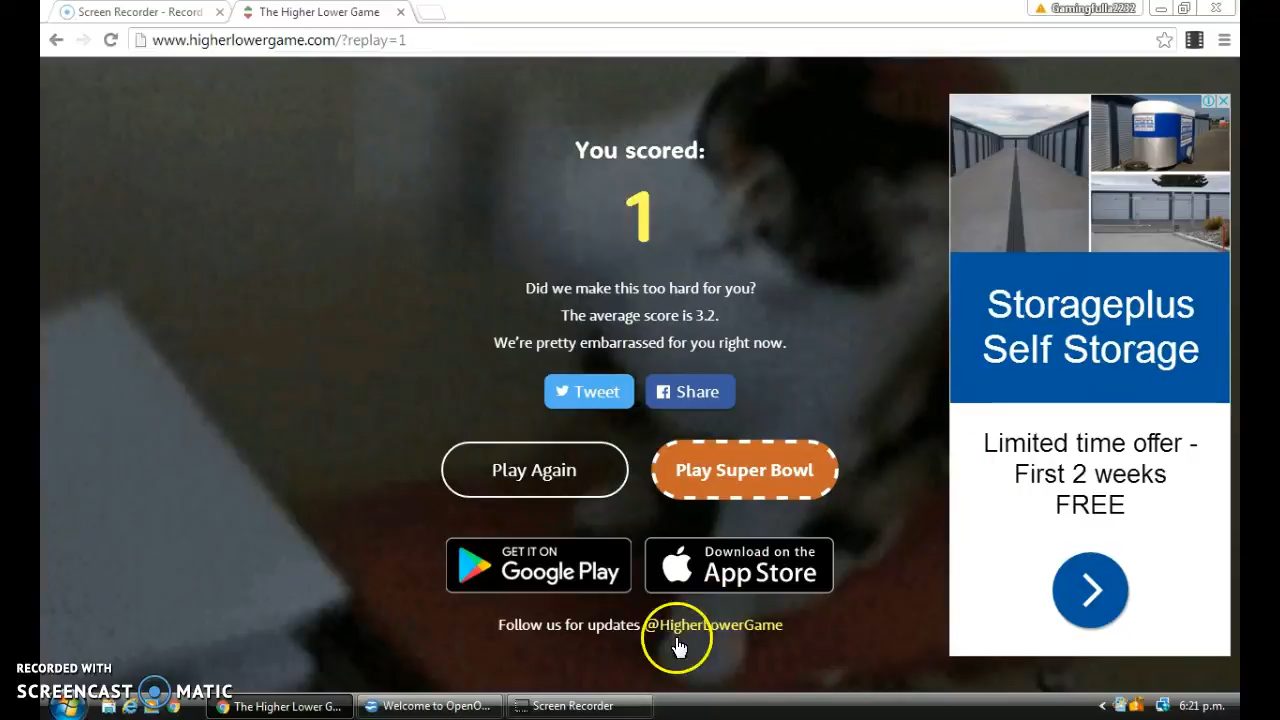 Screen Recorder - Record
The Higher Lower Game
Gamingfulla2232
www.higherlowergame.com/?replay=1
You scored:
1
Did we make this too hard for you?
The average score is 3.2.
We're pretty embarrassed for you right now.
Tweet
Share
Play Again
Play Super Bowl
GET IT ON
Google Play
Download on the
App Store
Follow us for updates @HigherLowerGame
Storageplus
Self Storage
Limited time offer -
First 2 weeks
FREE
RECORDED WITH
SCREENCAST MATIC
The Higher Lower G...
Welcome to OpenO...
Screen Recorder
6:21 p.m.